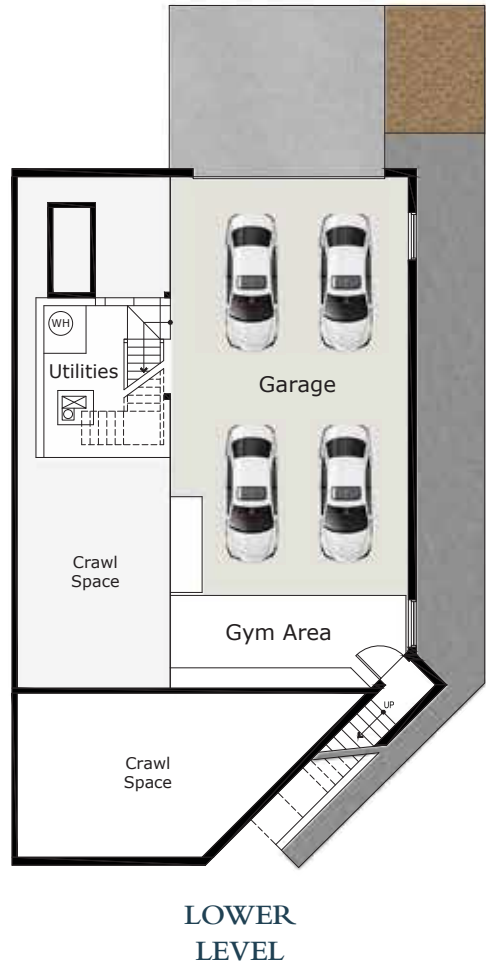 WH
Utilities
Garage
Crawl
Space
Gym Area
UP
Crawl
Space
LOWER
LEVEL